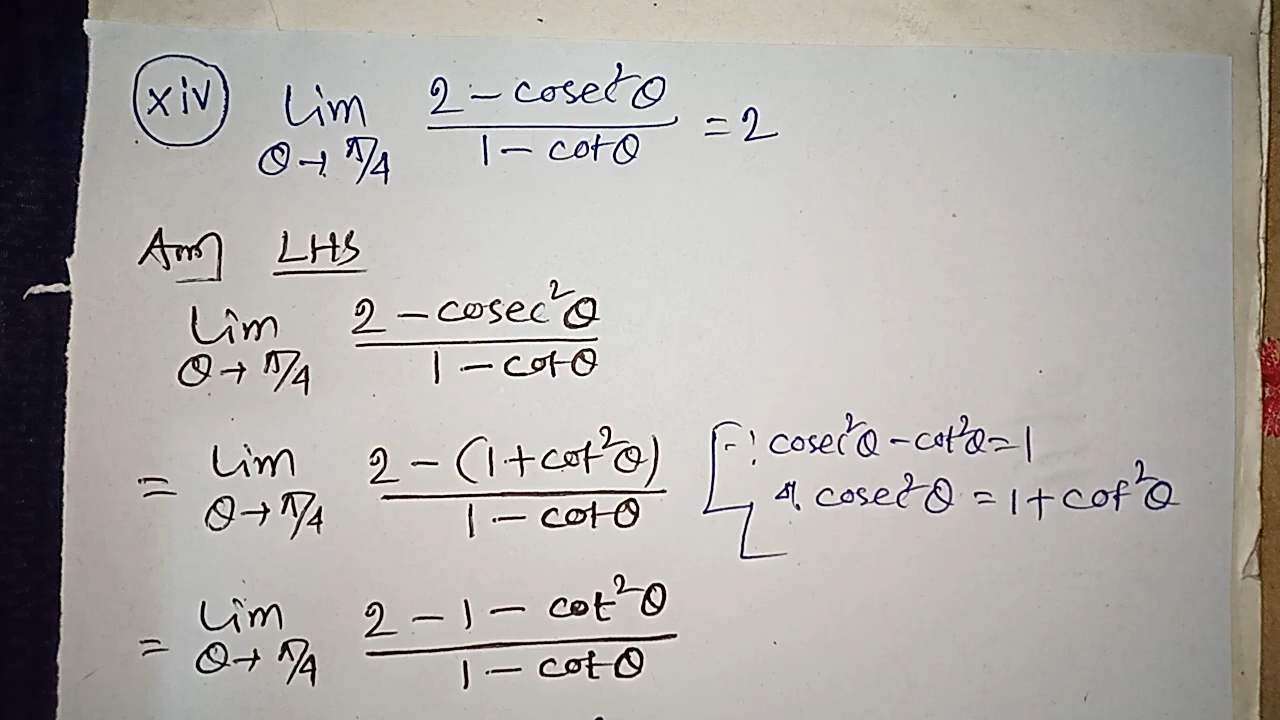 xiv Lim θ→π/4 (2 - cosec²θ)/(1 - cotθ) = 2
Ans LHS
Lim θ→π/4 (2 - cosec²θ)/(1 - cotθ)
= Lim θ→π/4 (2 - (1 + cot²θ))/(1 - cotθ) [∵ cosec²θ - cot²θ = 1
or. cosec²θ = 1 + cot²θ
= Lim θ→π/4 (2 - 1 - cot²θ)/(1 - cotθ)